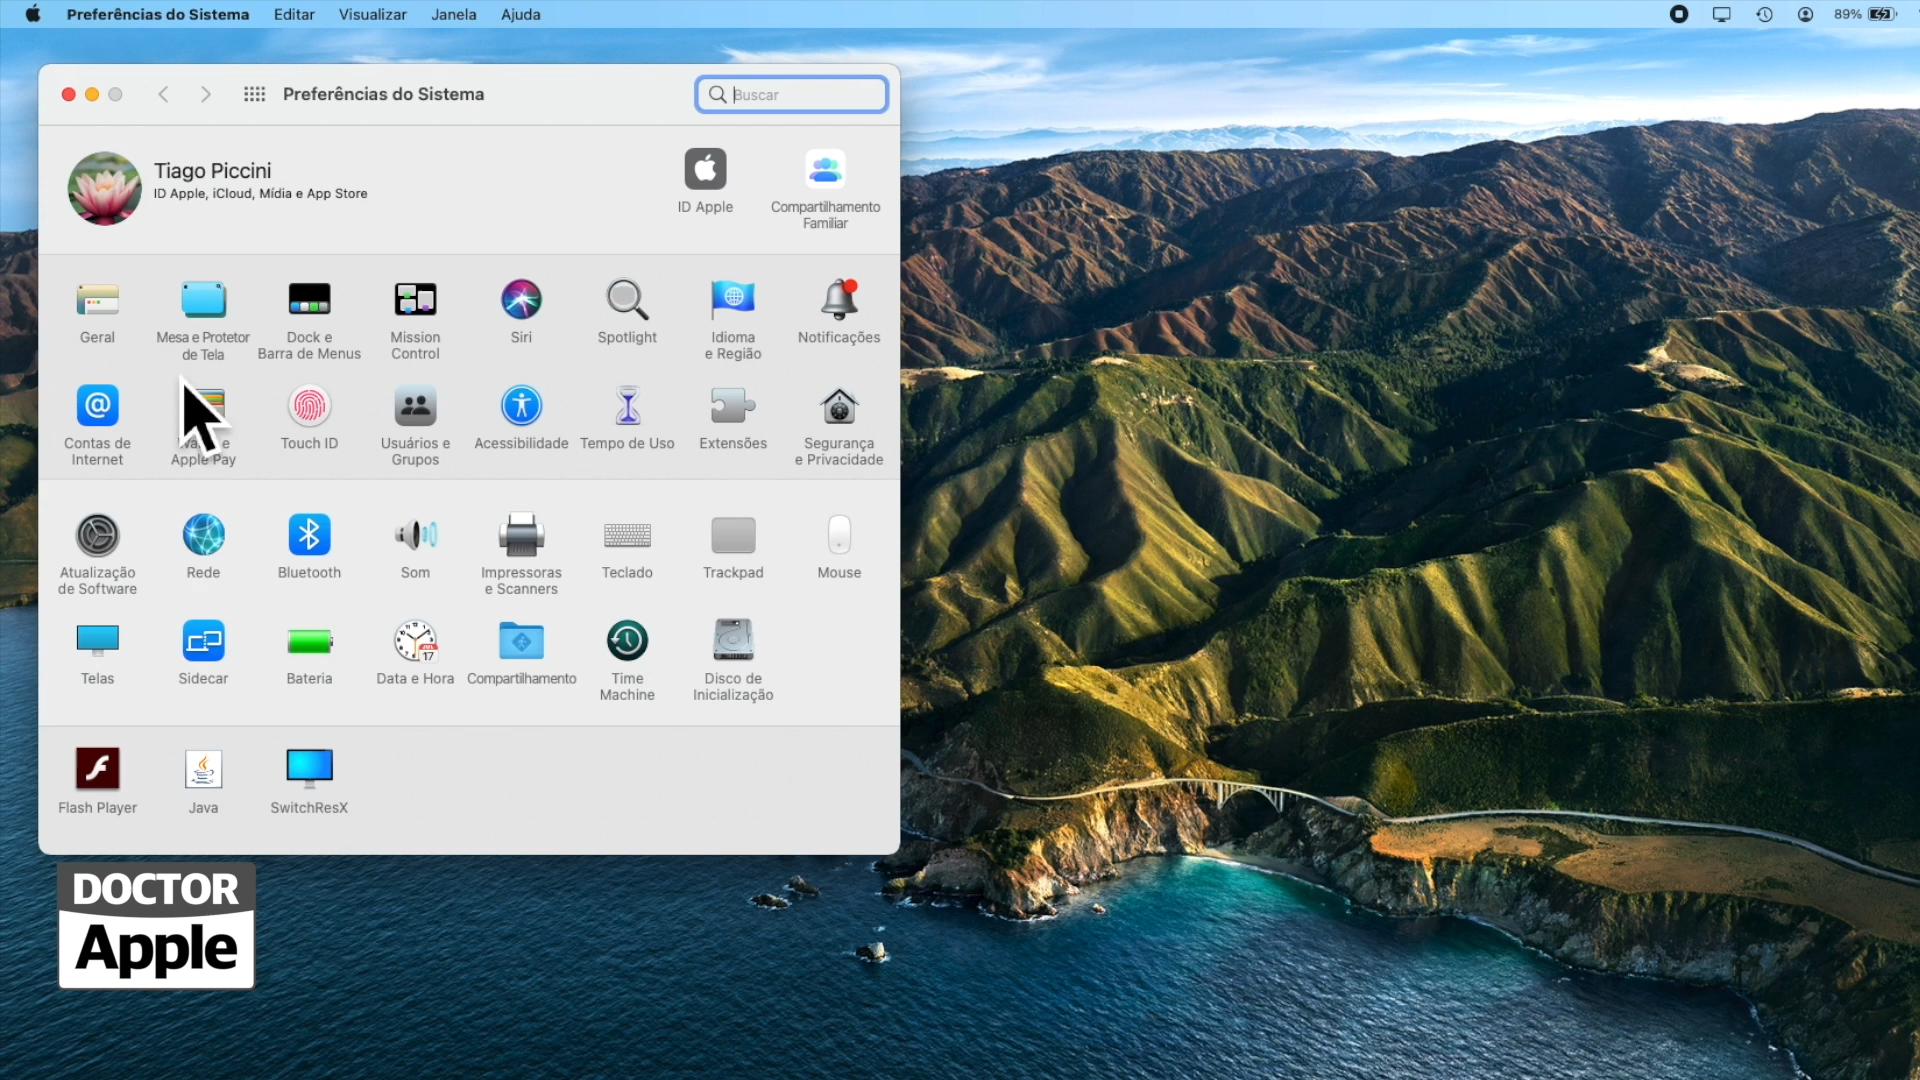 Preferências do Sistema Editar Visualizar Janela Ajuda 89%
Preferências do Sistema Buscar
Tiago Piccini
ID Apple, iCloud, Mídia e App Store
ID Apple
Compartilhamento
Familiar
Geral
Mesa e Protetor
de Tela
Dock e
Barra de Menus
Mission
Control
Siri
Spotlight
Idioma
e Região
Notificações
Contas de
Internet
Apple Pay
Touch ID
Usuários e
Grupos
Acessibilidade
Tempo de Uso
Extensões
Segurança
e Privacidade
Atualização
de Software
Rede
Bluetooth
Som
Impressoras
e Scanners
Teclado
Trackpad
Mouse
Telas
Sidecar
Bateria
JUL
17
Data e Hora
Compartilhamento
Time
Machine
Disco de
Inicialização
Flash Player
Java
SwitchResX
DOCTOR
Apple